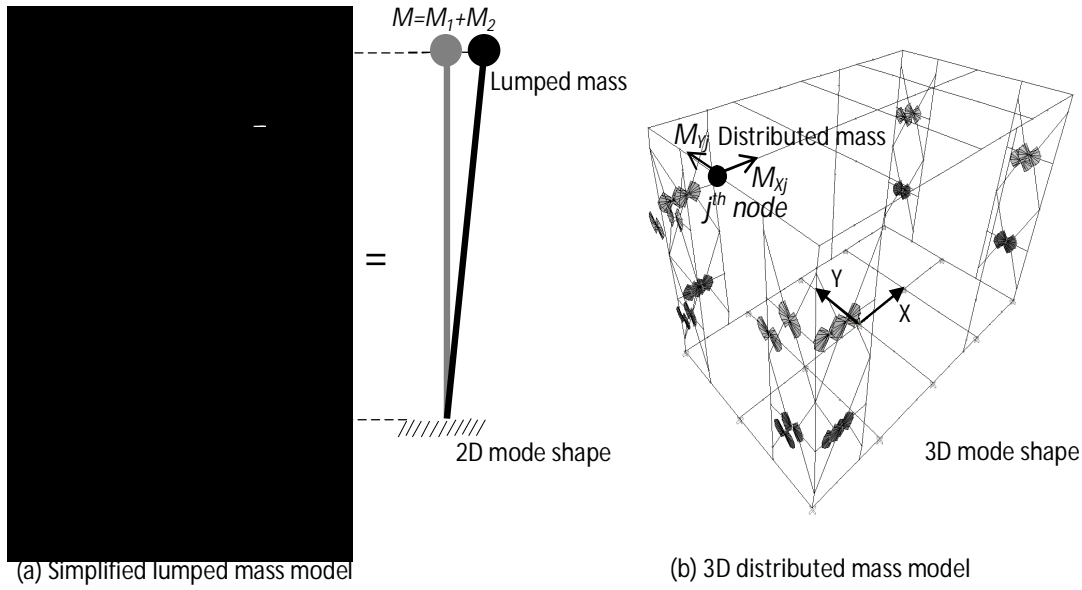 M=M1+M2
Lumped mass
=
2D mode shape
(a) Simplified lumped mass model
MYj Distributed mass
MXj
jth node
Y
X
3D mode shape
(b) 3D distributed mass model